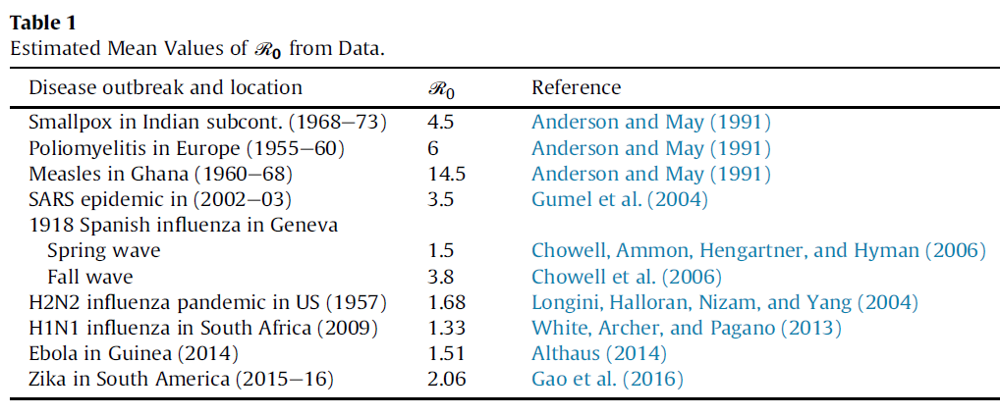 Table 1
Estimated Mean Values of ℛ0 from Data.
Disease outbreak and location ℛ0 Reference
Smallpox in Indian subcont. (1968–73) 4.5 Anderson and May (1991)
Poliomyelitis in Europe (1955–60) 6 Anderson and May (1991)
Measles in Ghana (1960–68) 14.5 Anderson and May (1991)
SARS epidemic in (2002–03) 3.5 Gumel et al. (2004)
1918 Spanish influenza in Geneva
Spring wave 1.5 Chowell, Ammon, Hengartner, and Hyman (2006)
Fall wave 3.8 Chowell et al. (2006)
H2N2 influenza pandemic in US (1957) 1.68 Longini, Halloran, Nizam, and Yang (2004)
H1N1 influenza in South Africa (2009) 1.33 White, Archer, and Pagano (2013)
Ebola in Guinea (2014) 1.51 Althaus (2014)
Zika in South America (2015–16) 2.06 Gao et al. (2016)